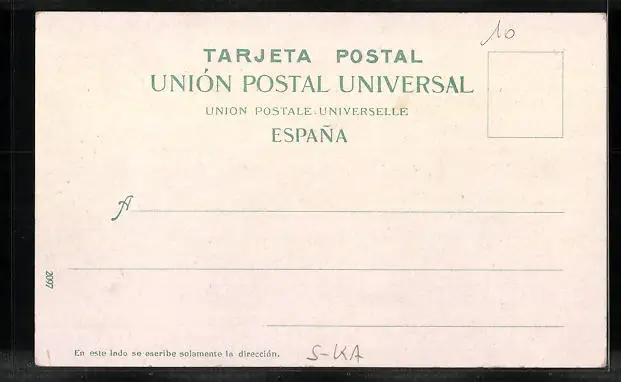 10
TARJETA POSTAL
UNIÓN POSTAL UNIVERSAL
UNION POSTALE UNIVERSELLE
ESPAÑA
A
2097
En este lado se escribe solamente la dirección.
S-KA